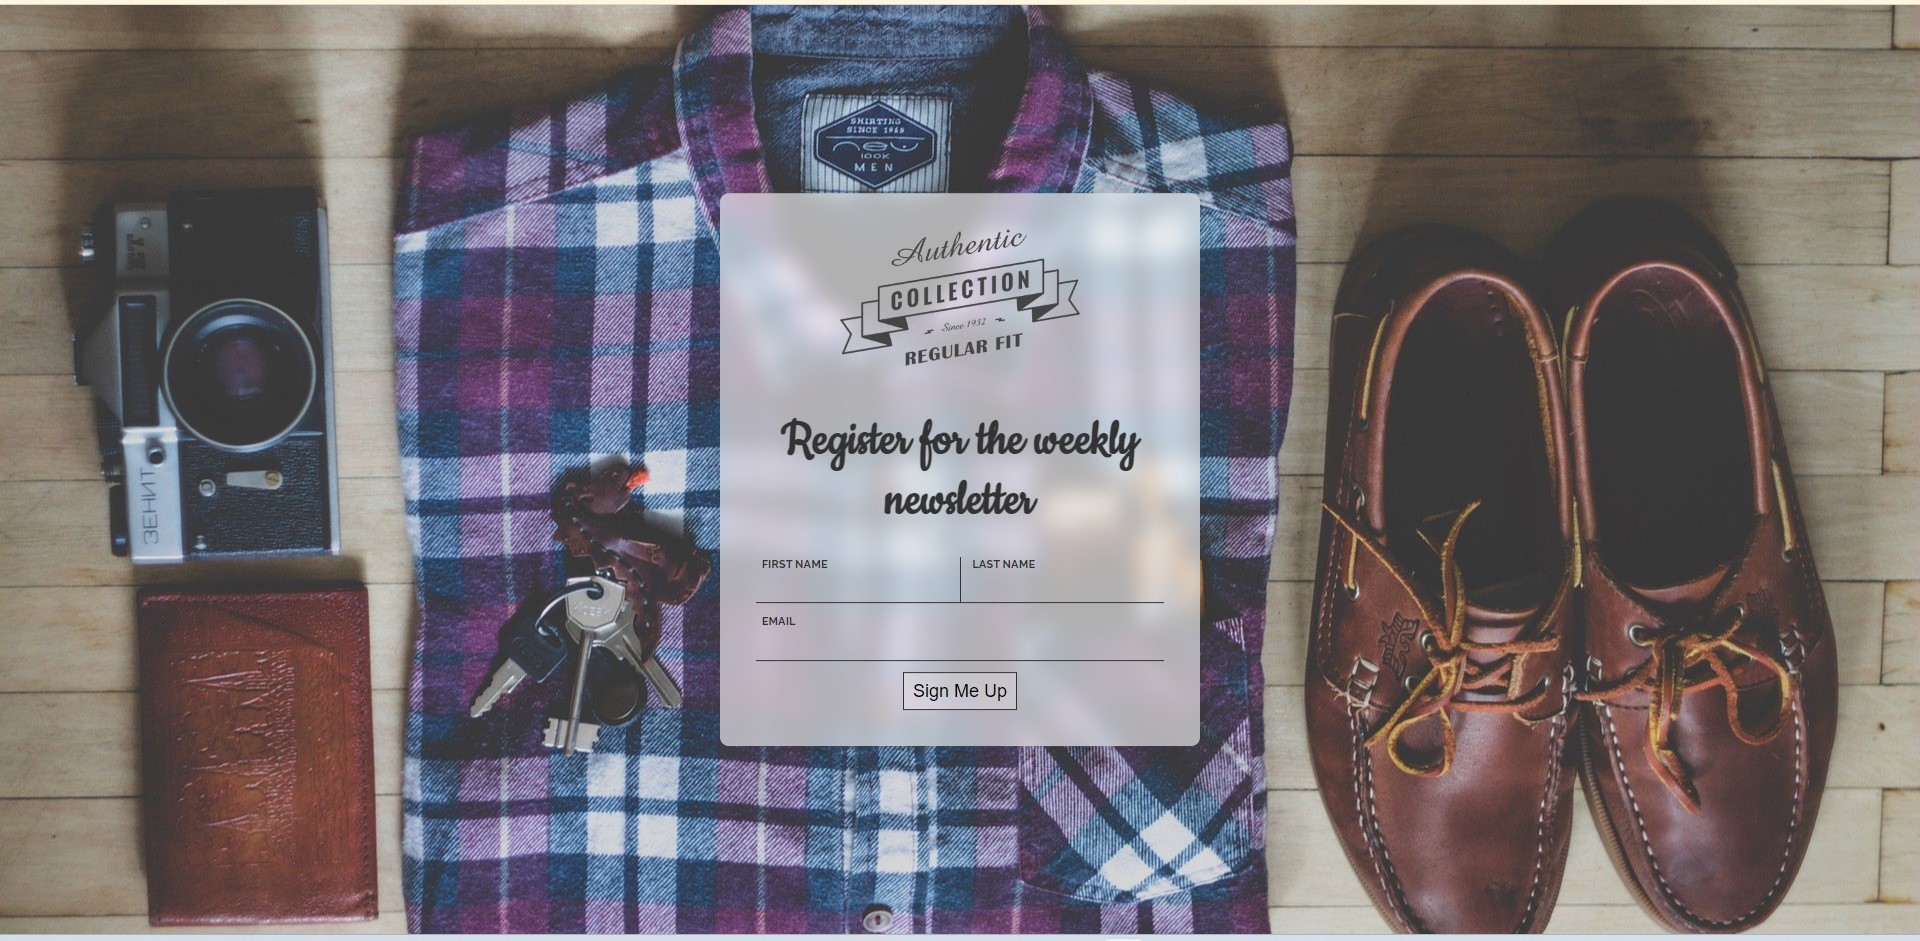 SHIRTING
SINCE 1969
new
look
MEN
Authentic
COLLECTION
Since 1932
REGULAR FIT
Register for the weekly
newsletter
FIRST NAME LAST NAME
EMAIL
Sign Me Up
ЗЕНИТ